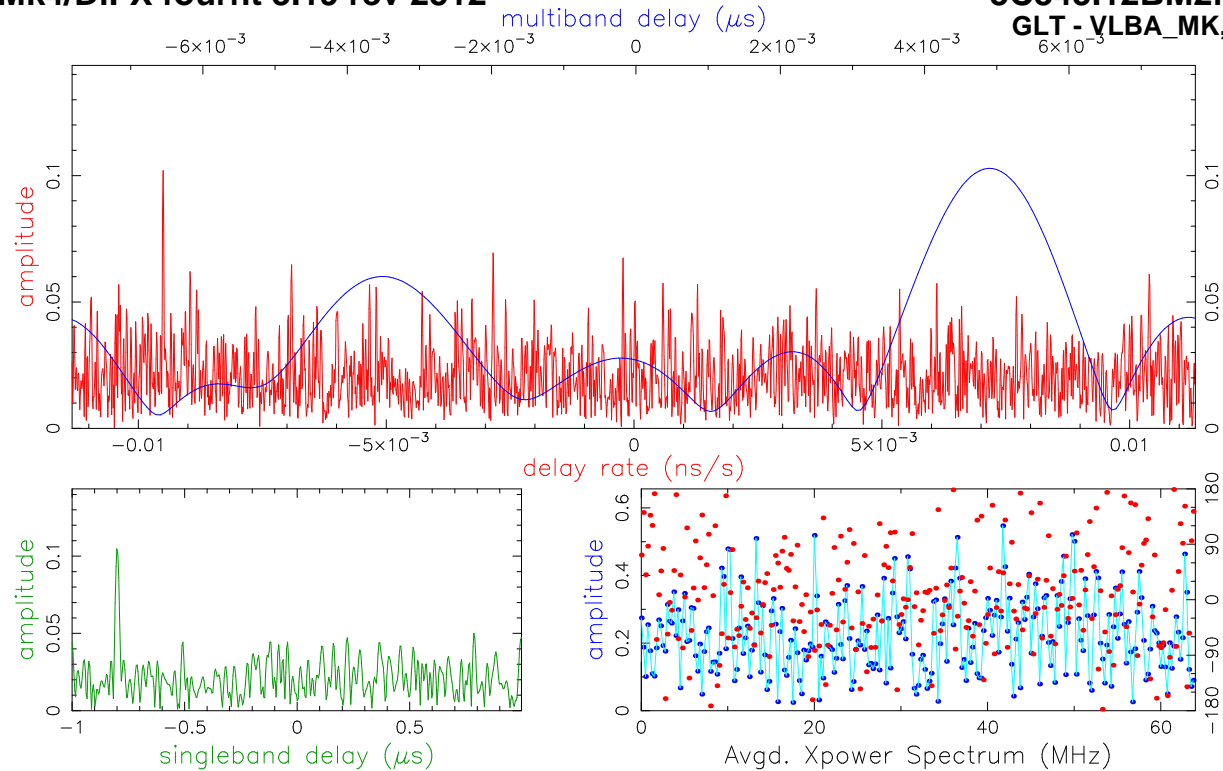 multiband delay (μs)
GLT - VLBA_MK,
−6×10⁻³ −4×10⁻³ −2×10⁻³ 0 2×10⁻³ 4×10⁻³ 6×10⁻³
amplitude
0 0.05 0.1
0 0.05 0.1
−0.01 −5×10⁻³ 0 5×10⁻³ 0.01
delay rate (ns/s)
amplitude
0 0.05 0.1
−1 −0.5 0 0.5
singleband delay (μs)
amplitude
0 0.2 0.4 0.6
−180 −90 0 90 180
0 20 40 60
Avgd. Xpower Spectrum (MHz)